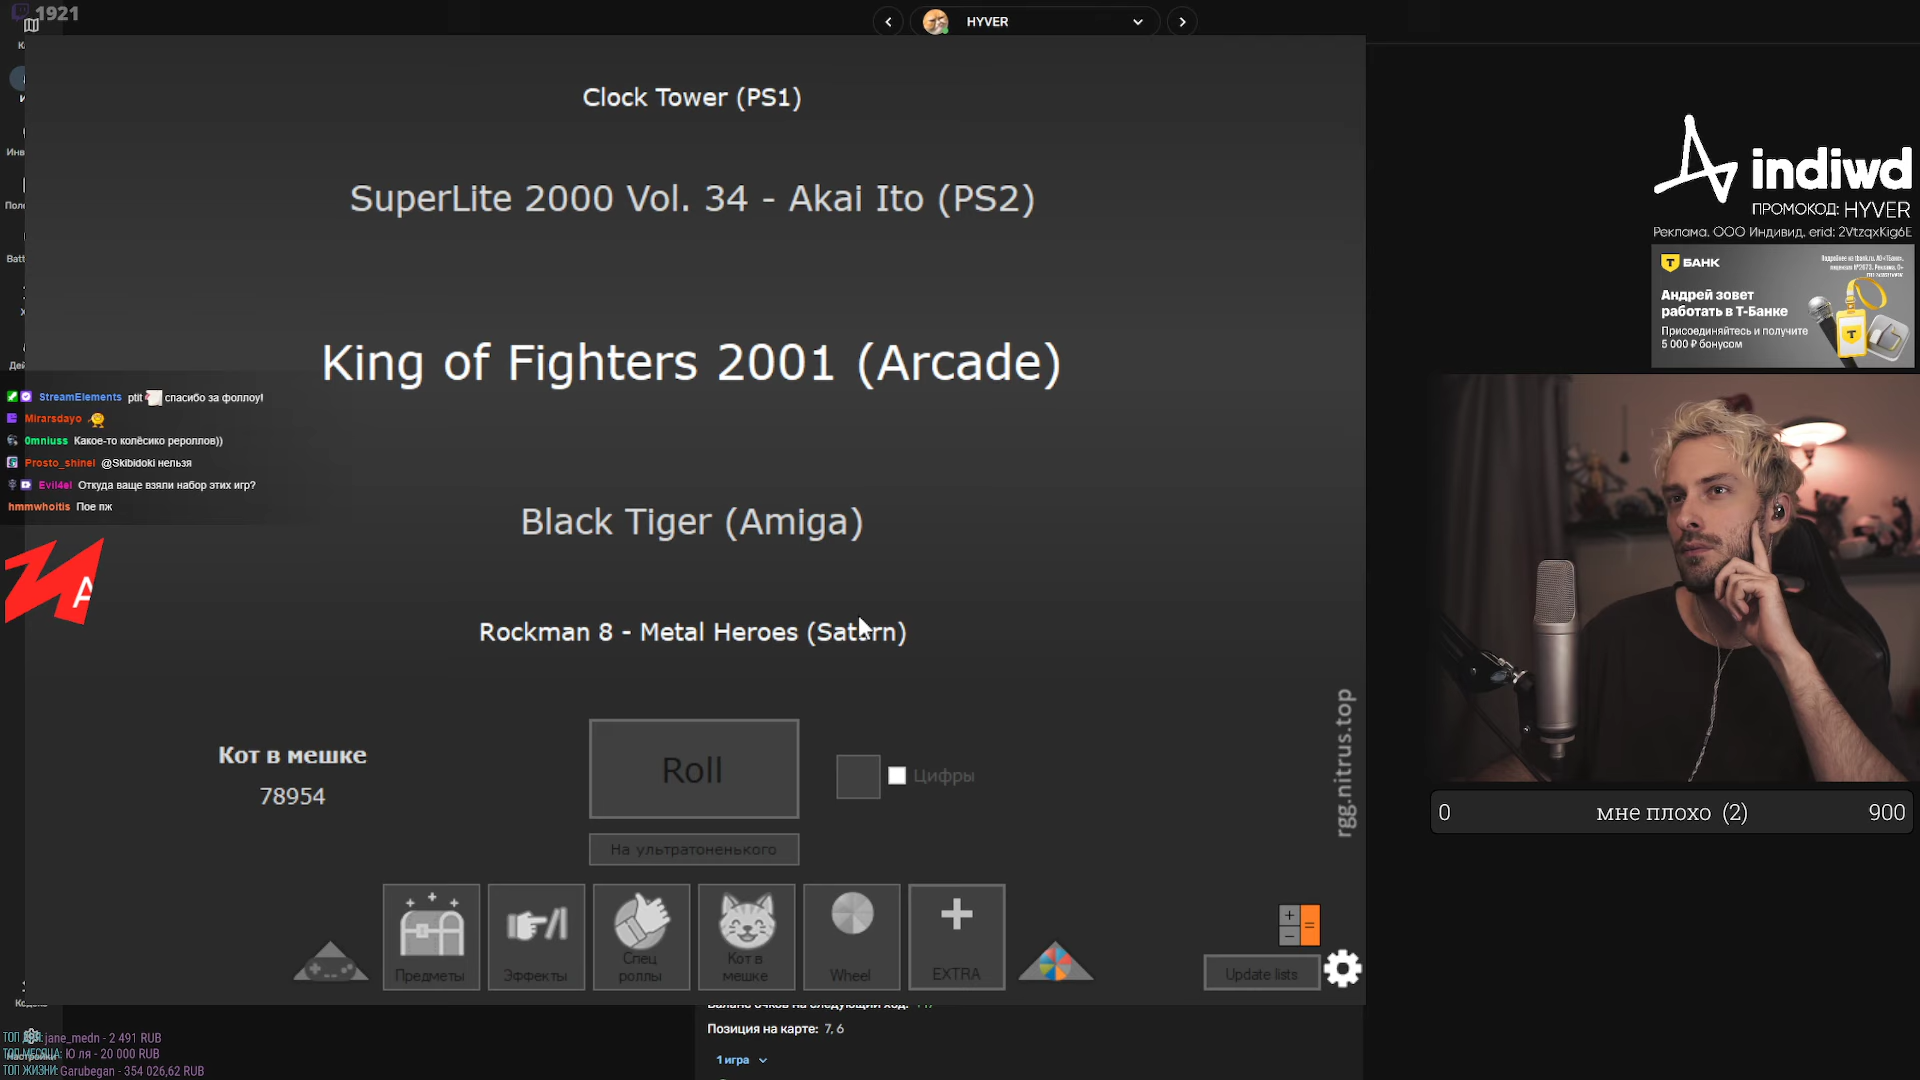 1921
HYVER
Clock Tower (PS1)
SuperLite 2000 Vol. 34 - Akai Ito (PS2)
King of Fighters 2001 (Arcade)
Black Tiger (Amiga)
Rockman 8 - Metal Heroes (Saturn)
Инв
Пол
Batt
Дей
StreamElements ptit спасибо за фоллоу!
Mirarsdayo
0mniuss Какое-то колёсико рероллов))
Prosto_shinei @Skibidoki нельзя
Evil4el Откуда ваще взяли набор этих игр?
hmmwhoitis Пое пж
Кот в мешке
78954
Roll
Цифры
На ультратоненького
Предметы
Эффекты
Спец роллы
Кот в мешке
Wheel
EXTRA
Update lists
rgg.nitrus.top
Позиция на карте: 7, 6
1 игра
jane_medn - 2 491 RUB
ТОП МЕСЯЦА: Ю ля - 20 000 RUB
ТОП ЖИЗНИ: Garubegan - 354 026,62 RUB
indiwd
ПРОМОКОД: HYVER
Реклама. ООО Индивид. erid: 2VtzqxKig6E
Т БАНК
Андрей зовет
работать в Т-Банке
Присоединяйтесь и получите
5 000 ₽ бонусом
0 мне плохо (2) 900